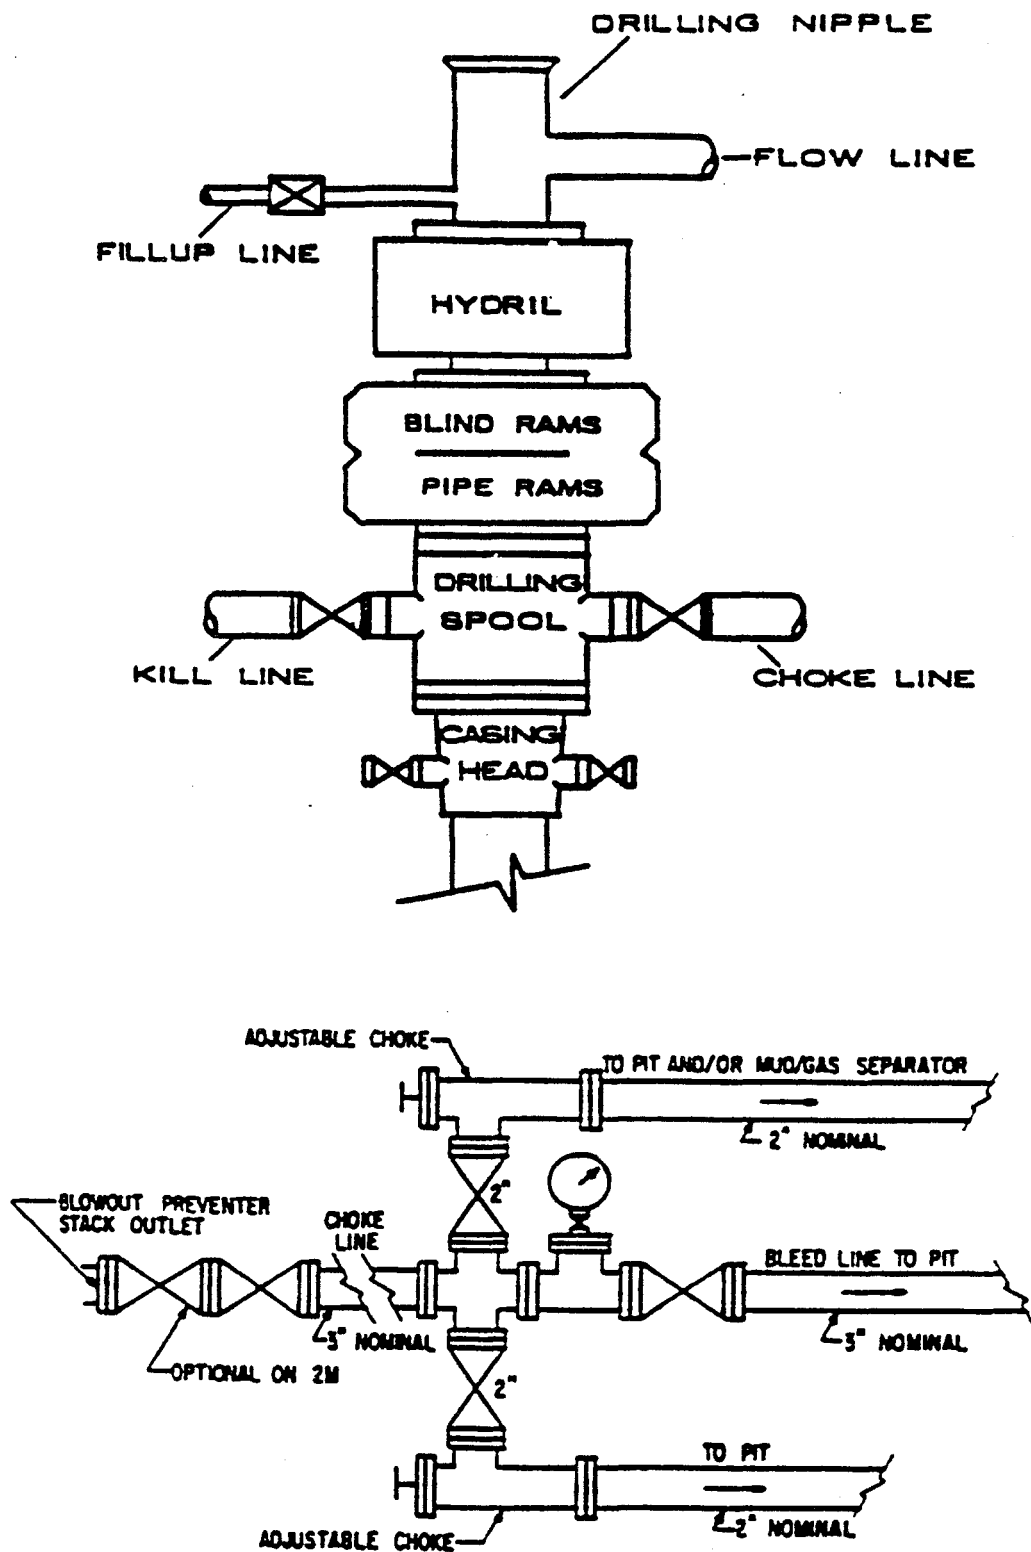 DRILLING NIPPLE
FLOW LINE
FILLUP LINE
HYDRIL
BLIND RAMS
PIPE RAMS
DRILLING
SPOOL
KILL LINE
CHOKE LINE
CASING
HEAD
ADJUSTABLE CHOKE
TO PIT AND/OR MUD/GAS SEPARATOR
2" NOMINAL
2"
BLOWOUT PREVENTER
STACK OUTLET
CHOKE
LINE
BLEED LINE TO PIT
3" NOMINAL
3" NOMINAL
OPTIONAL ON 2M
2"
TO PIT
2" NOMINAL
ADJUSTABLE CHOKE